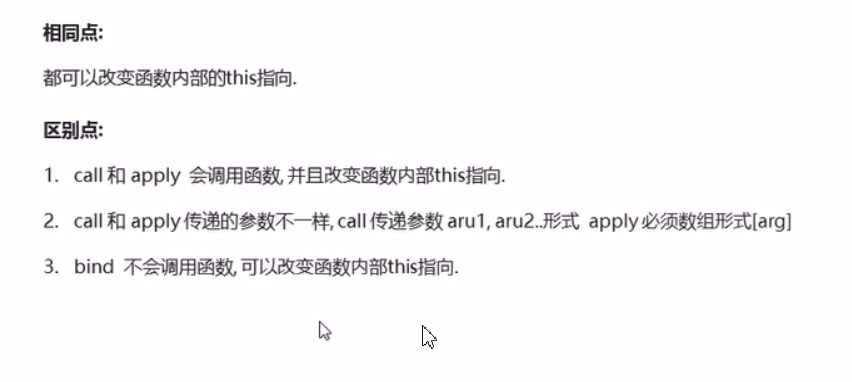 相同点:
都可以改变函数内部的this指向.
区别点:
1. call 和 apply 会调用函数, 并且改变函数内部this指向.
2. call 和 apply 传递的参数不一样, call 传递参数 aru1, aru2..形式 apply 必须数组形式[arg]
3. bind 不会调用函数, 可以改变函数内部this指向.